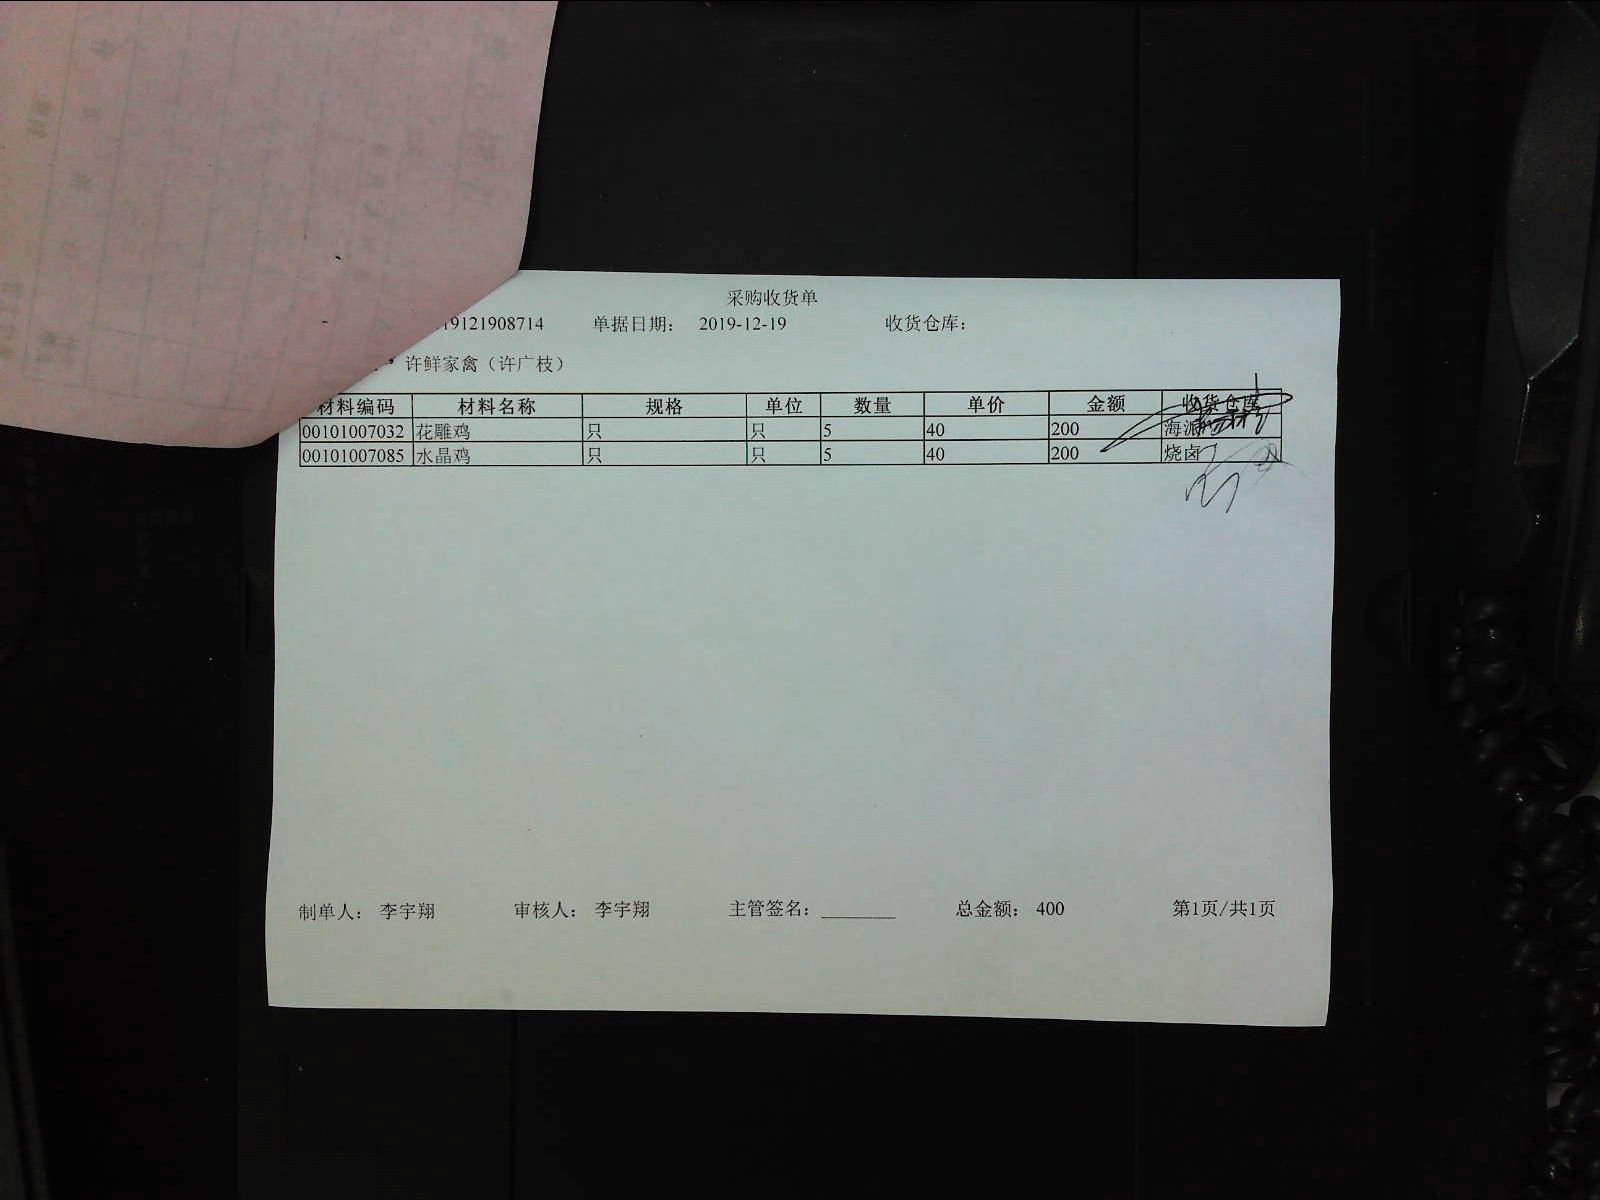 采购收货单
19121908714 单据日期： 2019-12-19 收货仓库：
许鲜家禽（许广枝）
材料编码 材料名称 规格 单位 数量 单价 金额 收货仓库
00101007032 花雕鸡 只 只 5 40 200 海派
00101007085 水晶鸡 只 只 5 40 200 烧卤
制单人： 李宇翔 审核人： 李宇翔 主管签名：________ 总金额： 400 第1页/共1页